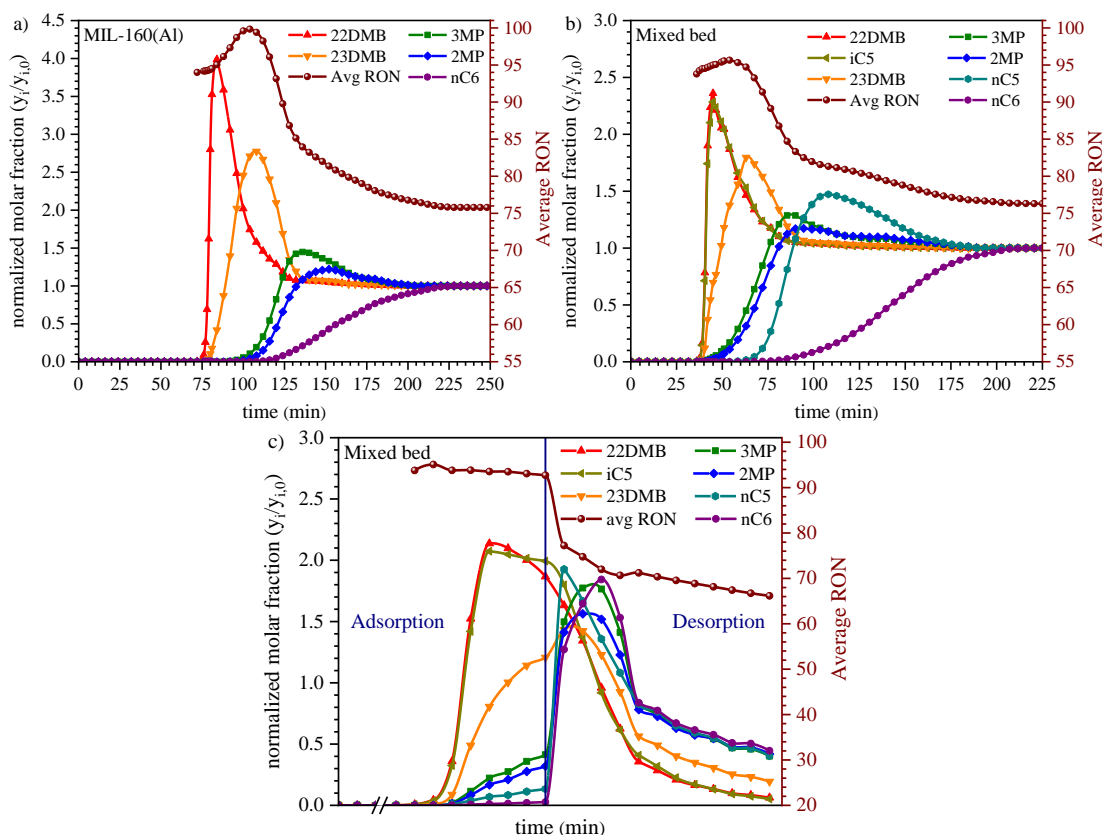 a)
MIL-160(Al)
22DMB
3MP
23DMB
2MP
Avg RON
nC6
normalized molar fraction (yᵢ/yᵢ,₀)
4.5
4.0
3.5
3.0
2.5
2.0
1.5
1.0
0.5
0.0
0 25 50 75 100 125 150 175 200 225 250
time (min)
100
95
90
85
80
75
70
65
60
55
Average RON
b)
Mixed bed
22DMB
3MP
iC5
2MP
23DMB
nC5
Avg RON
nC6
normalized molar fraction (yᵢ/yᵢ,₀)
3.0
2.5
2.0
1.5
1.0
0.5
0.0
0 25 50 75 100 125 150 175 200 225
time (min)
100
95
90
85
80
75
70
65
60
55
Average RON
c)
Mixed bed
22DMB
3MP
iC5
2MP
23DMB
nC5
avg RON
nC6
Adsorption
Desorption
normalized molar fraction (yᵢ/yᵢ,₀)
3.0
2.5
2.0
1.5
1.0
0.5
0.0
time (min)
100
90
80
70
60
50
40
30
20
Average RON